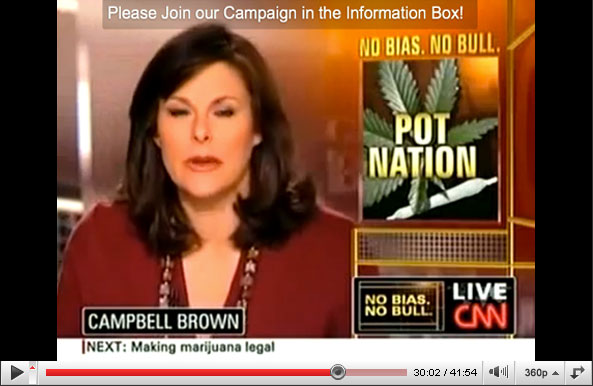 Please Join our Campaign in the Information Box!
NO BIAS. NO BULL.
POT
NATION
NO BIAS.
NO BULL.
LIVE
CNN
CAMPBELL BROWN
NEXT: Making marijuana legal
30:02 / 41:54
360p